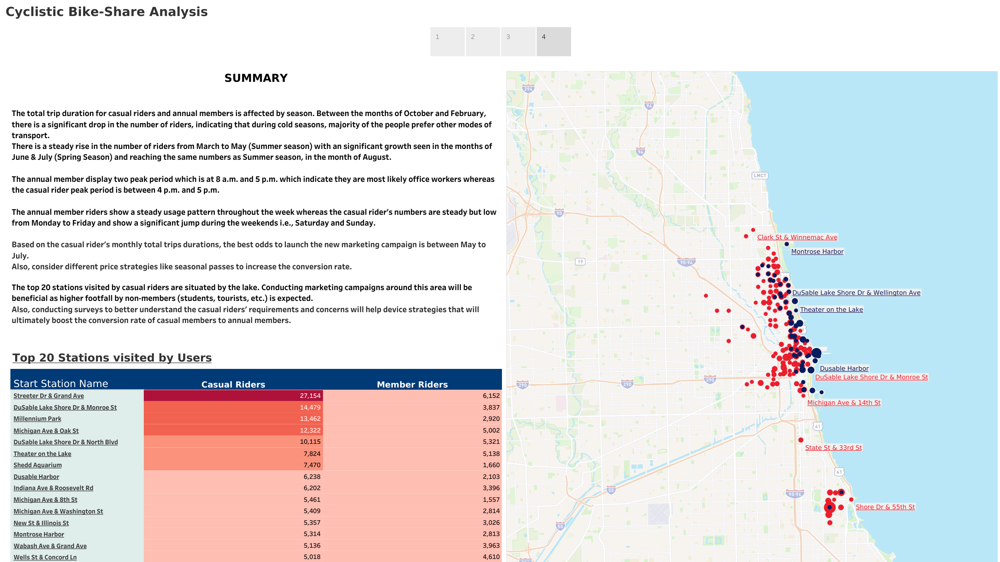 Cyclistic Bike-Share Analysis
1 2 3 4
SUMMARY
The total trip duration for casual riders and annual members is affected by season. Between the months of October and February,
there is a significant drop in the number of riders, indicating that during cold seasons, majority of the people prefer other modes of
transport.
There is a steady rise in the number of riders from March to May (Summer season) with an significant growth seen in the months of
June & July (Spring Season) and reaching the same numbers as Summer season, in the month of August.
The annual member display two peak period which is at 8 a.m. and 5 p.m. which indicate they are most likely office workers whereas
the casual rider peak period is between 4 p.m. and 5 p.m.
The annual member riders show a steady usage pattern throughout the week whereas the casual rider’s numbers are steady but low
from Monday to Friday and show a significant jump during the weekends i.e., Saturday and Sunday.
Based on the casual rider’s monthly total trips durations, the best odds to launch the new marketing campaign is between May to
July.
Also, consider different price strategies like seasonal passes to increase the conversion rate.
The top 20 stations visited by casual riders are situated by the lake. Conducting marketing campaigns around this area will be
beneficial as higher footfall by non-members (students, tourists, etc.) is expected.
Also, conducting surveys to better understand the casual riders’ requirements and concerns will help device strategies that will
ultimately boost the conversion rate of casual members to annual members.
Top 20 Stations visited by Users
Start Station Name Casual Riders Member Riders
Streeter Dr & Grand Ave 27,154 6,152
DuSable Lake Shore Dr & Monroe St 14,479 3,837
Millennium Park 13,462 2,920
Michigan Ave & Oak St 12,322 5,002
DuSable Lake Shore Dr & North Blvd 10,115 5,321
Theater on the Lake 7,824 5,138
Shedd Aquarium 7,470 1,660
Dusable Harbor 6,238 2,103
Indiana Ave & Roosevelt Rd 6,202 3,396
Michigan Ave & 8th St 5,461 1,557
Michigan Ave & Washington St 5,409 2,814
New St & Illinois St 5,357 3,026
Montrose Harbor 5,314 2,813
Wabash Ave & Grand Ave 5,136 3,963
Wells St & Concord Ln 5,018 4,610
294
94
94
LMCT
90
Clark St & Winnemac Ave
Montrose Harbor
19
90-94
DuSable Lake Shore Dr & Wellington Ave
Theater on the Lake
Dusable Harbor
DuSable Lake Shore Dr & Monroe St
290
290
290
Michigan Ave & 14th St
41
State St & 33rd St
41
55
90-94
Shore Dr & 55th St
55